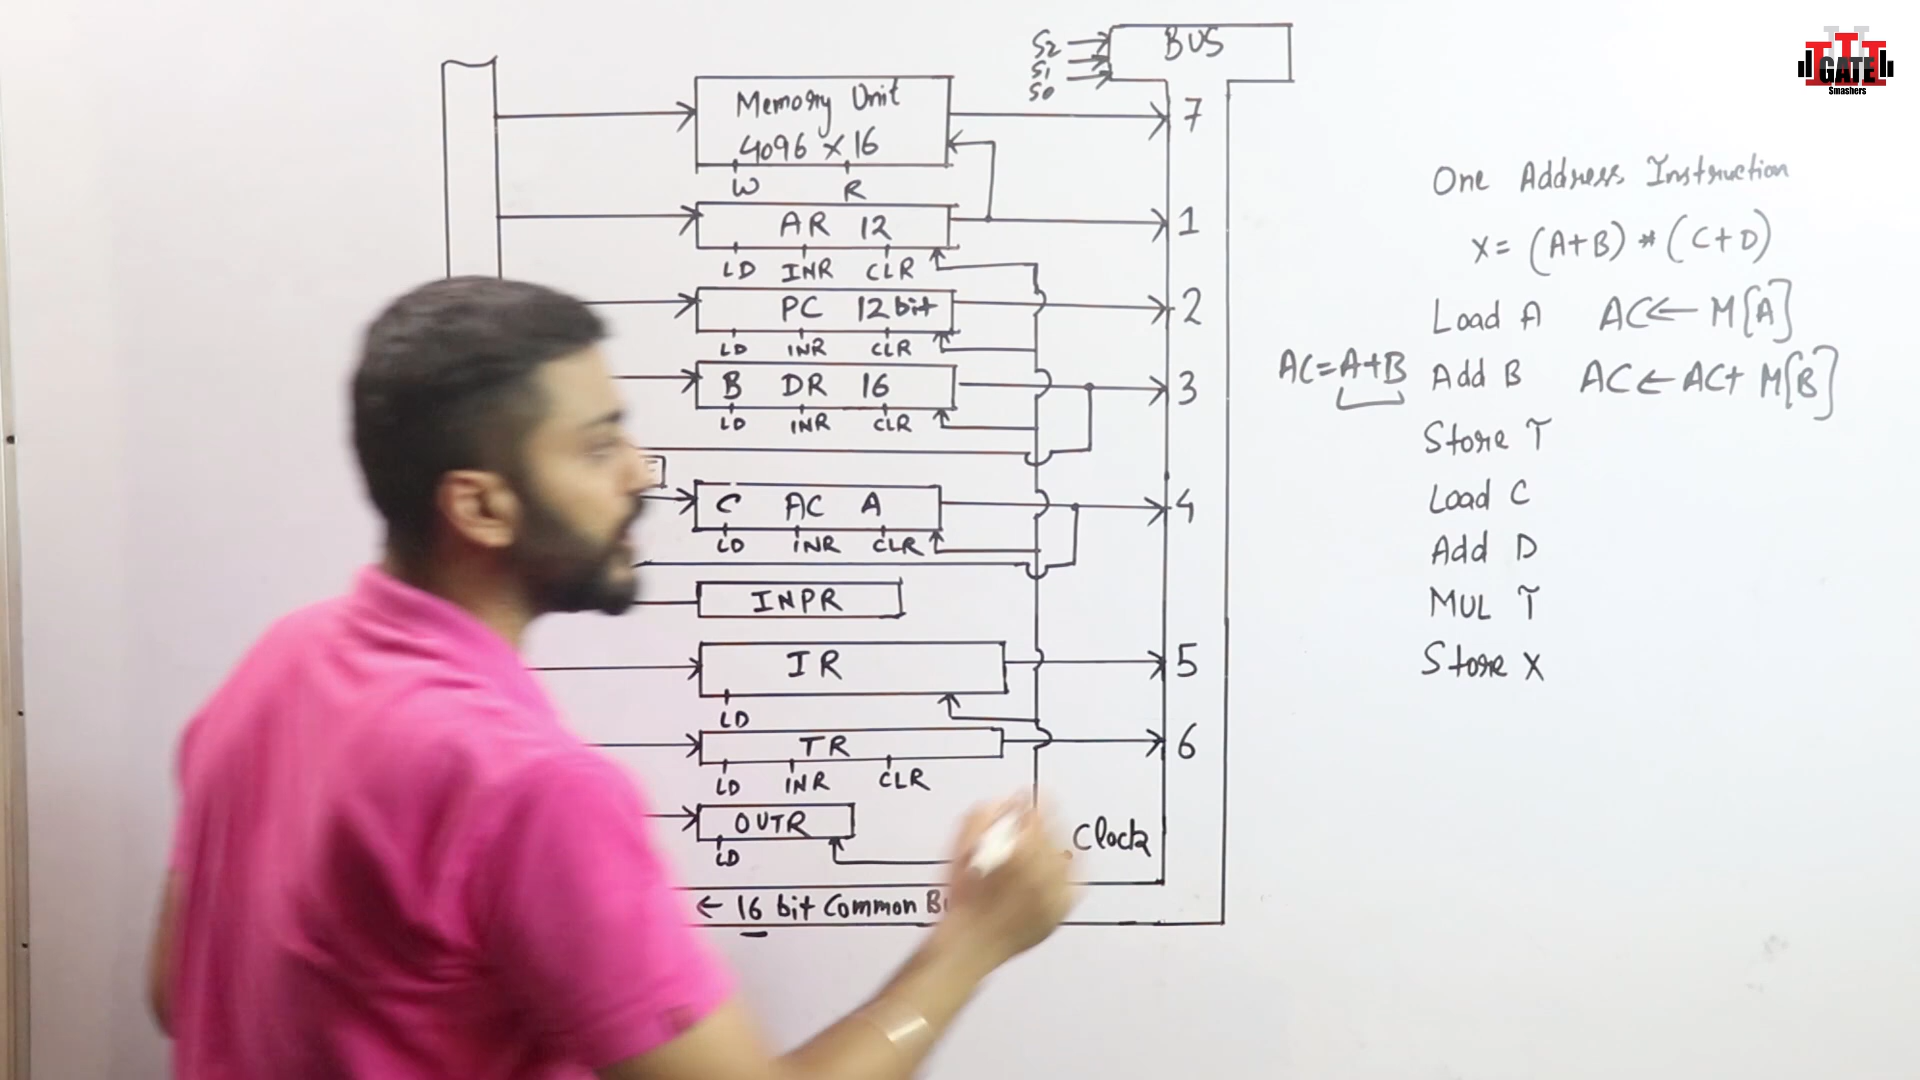 S2
S1
S0
BUS
Memory Unit
4096 x 16
W R
7
AR 12
LD INR CLR
1
PC 12 bit
LD INR CLR
2
B DR 16
LD INR CLR
3
C AC A
LD INR CLR
4
INPR
IR
LD
5
TR
LD INR CLR
6
OUTR
LD
Clock
← 16 bit Common
One Address Instruction
X = (A+B) * (C+D)
Load A AC ← M[A]
AC = A+B Add B AC ← AC + M[B]
Store T
Load C
Add D
MUL T
Store X
GATE
Smashers